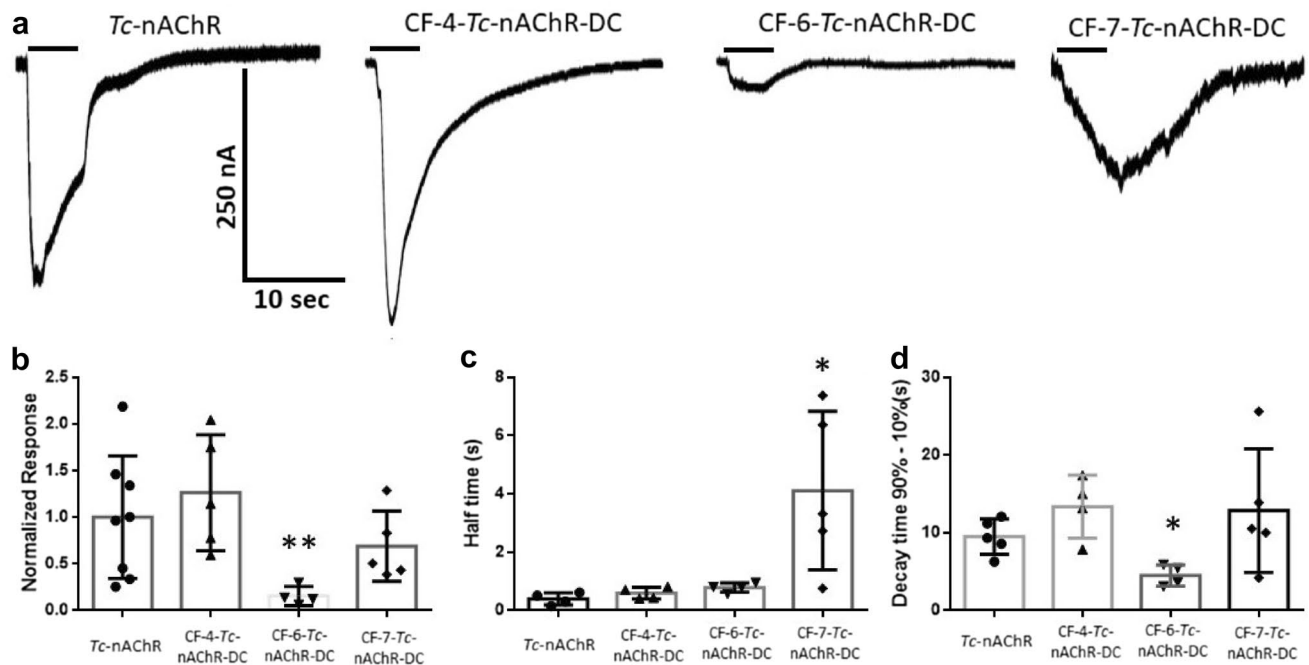 a
Tc-nAChR
CF-4-Tc-nAChR-DC
CF-6-Tc-nAChR-DC
CF-7-Tc-nAChR-DC
250 nA
10 sec
b
Normalized Response
2.5
2.0
1.5
1.0
0.5
0.0
**
Tc-nAChR
CF-4-Tc-
nAChR-DC
CF-6-Tc-
nAChR-DC
CF-7-Tc-
nAChR-DC
c
Half time (s)
8
6
4
2
0
*
Tc-nAChR
CF-4-Tc-
nAChR-DC
CF-6-Tc-
nAChR-DC
CF-7-Tc-
nAChR-DC
d
Decay time 90% - 10%(s)
30
20
10
0
*
Tc-nAChR
CF-4-Tc-
nAChR-DC
CF-6-Tc-
nAChR-DC
CF-7-Tc-
nAChR-DC